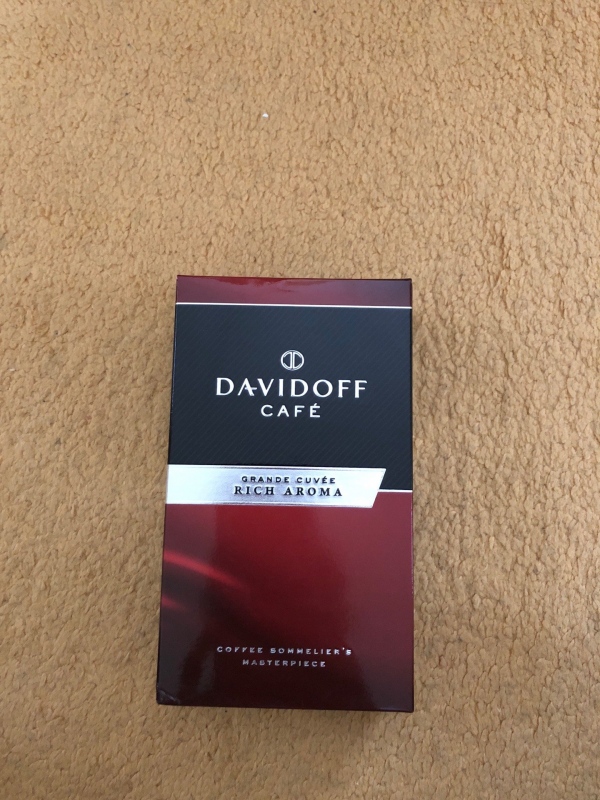 DAVIDOFF
CAFÉ
GRANDE CUVÉE
RICH AROMA
COFFEE SOMMELIER'S
MASTERPIECE